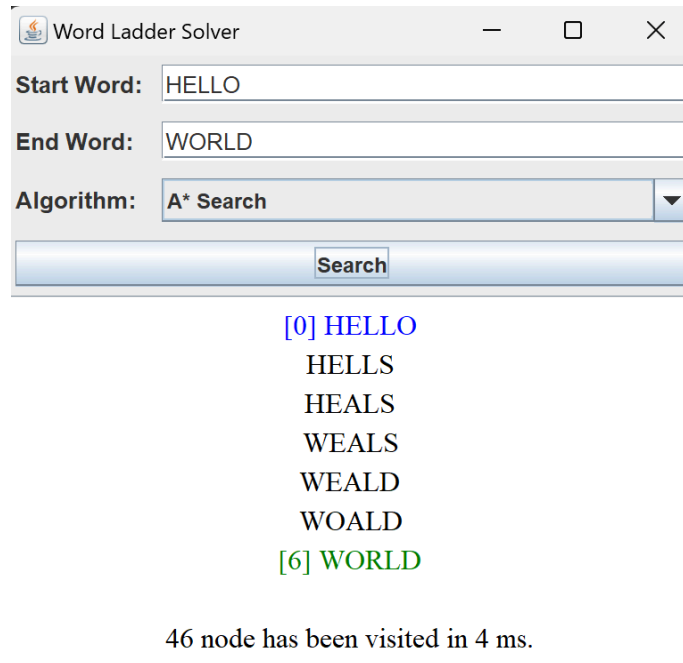 Word Ladder Solver
Start Word: HELLO
End Word: WORLD
Algorithm: A* Search
Search
[0] HELLO
HELLS
HEALS
WEALS
WEALD
WOALD
[6] WORLD
46 node has been visited in 4 ms.